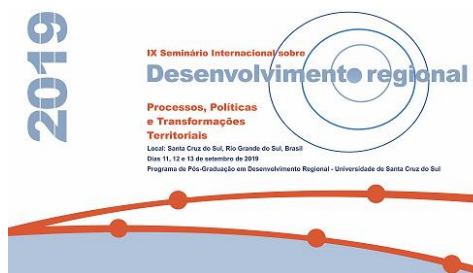 2019
IX Seminário Internacional sobre
Desenvolvimento regional
Processos, Políticas
e Transformações
Territoriais
Local: Santa Cruz do Sul, Rio Grande do Sul, Brasil
Dias 11, 12 e 13 de setembro de 2019
Programa de Pós-Graduação em Desenvolvimento Regional - Universidade de Santa Cruz do Sul